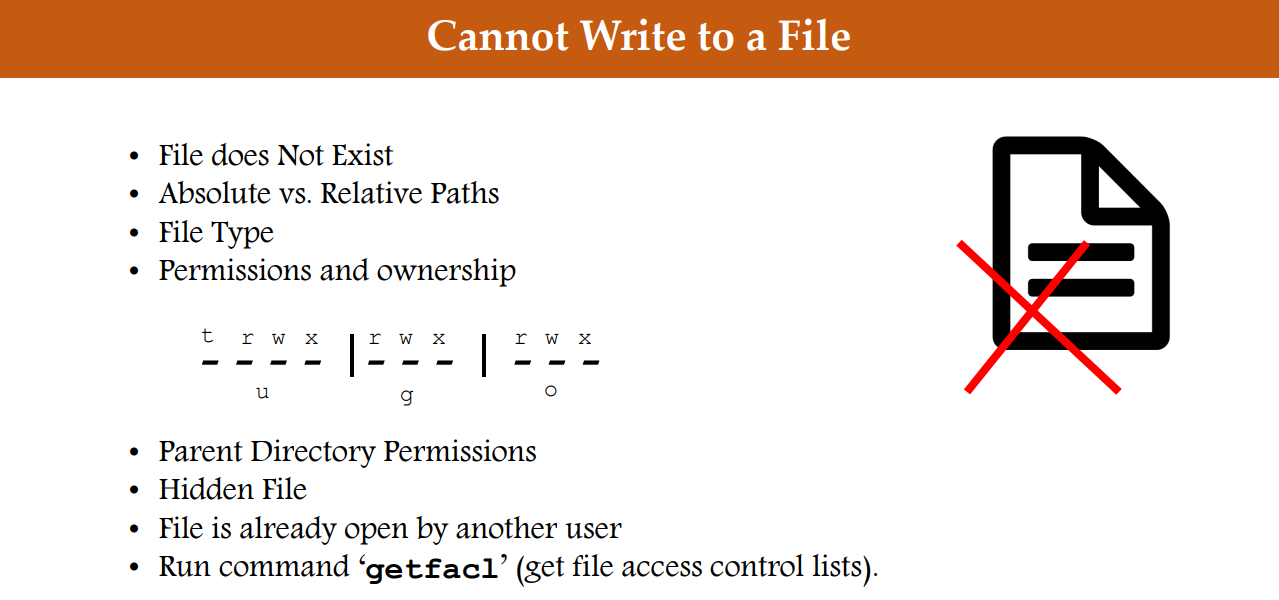 Cannot Write to a File
• File does Not Exist
• Absolute vs. Relative Paths
• File Type
• Permissions and ownership
t r w x | r w x | r w x
- - - - - - - - - -
u g o
• Parent Directory Permissions
• Hidden File
• File is already open by another user
• Run command ‘getfacl’ (get file access control lists).